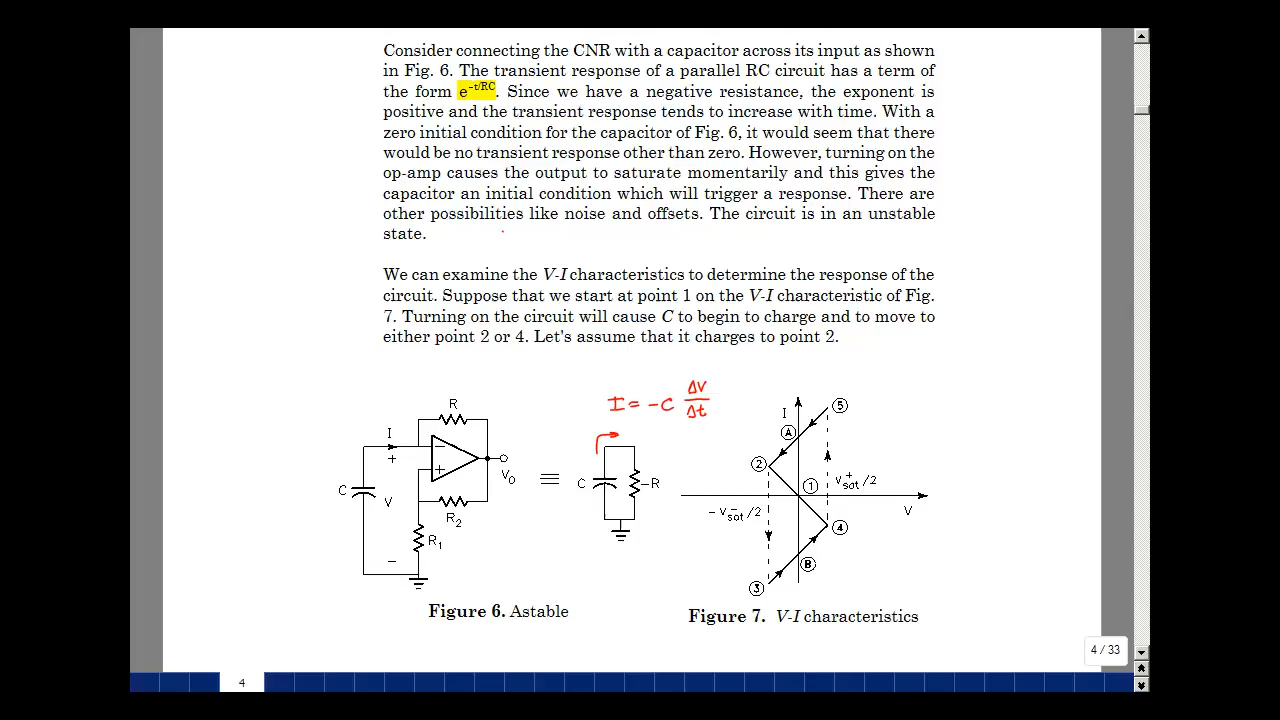 Consider connecting the CNR with a capacitor across its input as shown
in Fig. 6. The transient response of a parallel RC circuit has a term of
the form e^-t/RC. Since we have a negative resistance, the exponent is
positive and the transient response tends to increase with time. With a
zero initial condition for the capacitor of Fig. 6, it would seem that there
would be no transient response other than zero. However, turning on the
op-amp causes the output to saturate momentarily and this gives the
capacitor an initial condition which will trigger a response. There are
other possibilities like noise and offsets. The circuit is in an unstable
state.
We can examine the V-I characteristics to determine the response of the
circuit. Suppose that we start at point 1 on the V-I characteristic of Fig.
7. Turning on the circuit will cause C to begin to charge and to move to
either point 2 or 4. Let's assume that it charges to point 2.
I = -C ΔV/Δt
R
I
+
−
+
C
V
R2
R1
−
Vo
≡
C
−R
I
5
A
2
1
V+sat/2
− V−sat/2
V
4
B
3
Figure 6. Astable
Figure 7. V-I characteristics
4 / 33
4